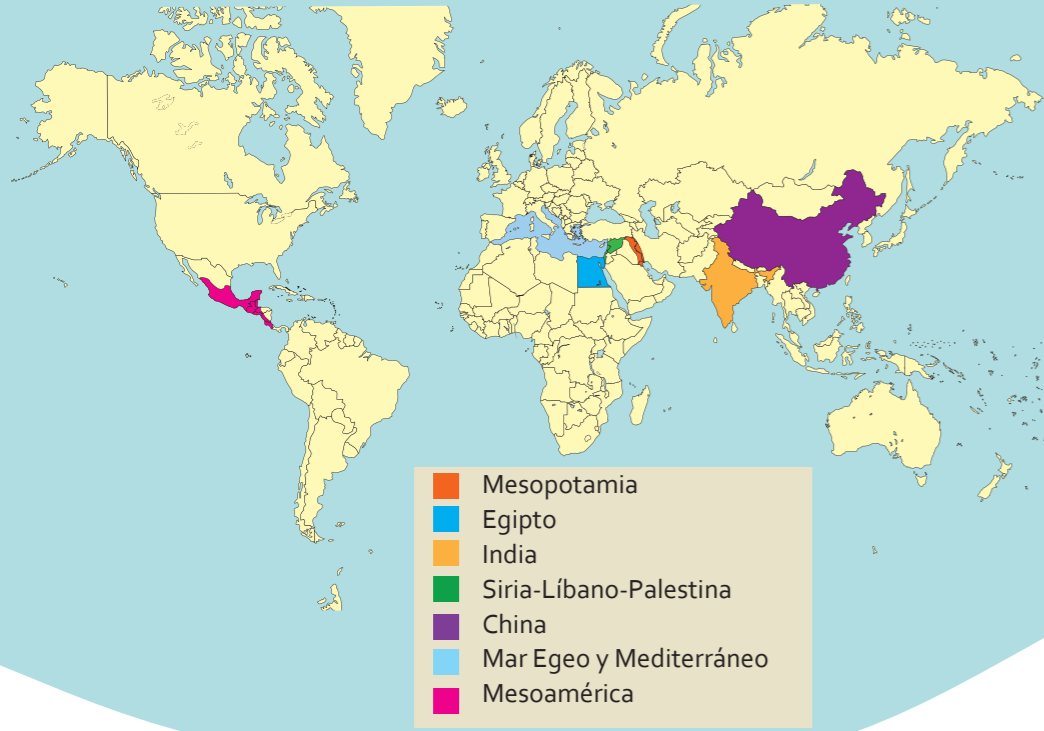 Mesopotamia
Egipto
India
Siria-Líbano-Palestina
China
Mar Egeo y Mediterráneo
Mesoamérica